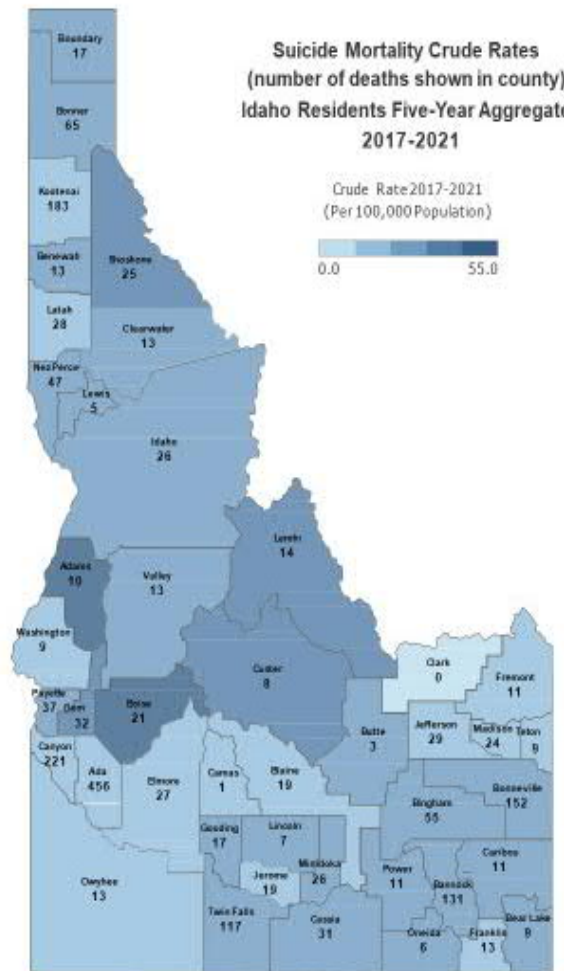 Suicide Mortality Crude Rates
(number of deaths shown in county)
Idaho Residents Five-Year Aggregate
2017-2021
Crude Rate 2017-2021
(Per 100,000 Population)
0.0 55.0
Boundary
17
Bonner
65
Kootenai
183
Benewah
13
Shoshone
25
Latah
28
Clearwater
13
Nez Perce
47
Lewis
5
Idaho
26
Lemhi
14
Adams
10
Valley
13
Washington
9
Custer
8
Clark
0
Fremont
11
Payette
37
Gem
32
Boise
21
Butte
3
Jefferson
29
Madison
24
Teton
9
Canyon
221
Ada
456
Elmore
27
Camas
1
Blaine
19
Bonneville
152
Bingham
55
Gooding
17
Lincoln
7
Jerome
19
Minidoka
26
Power
11
Caribou
11
Bannock
131
Owyhee
13
Twin Falls
117
Cassia
31
Oneida
6
Franklin
13
Bear Lake
9